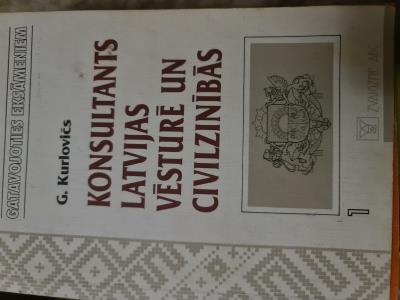 GATAVOJOTIES EKSĀMENIEM
G. Kurlovičs
KONSULTANTS
LATVIJAS
VĒSTURĒ UN
CIVILZINĪBĀS
ZVAIGZNE ABC
1